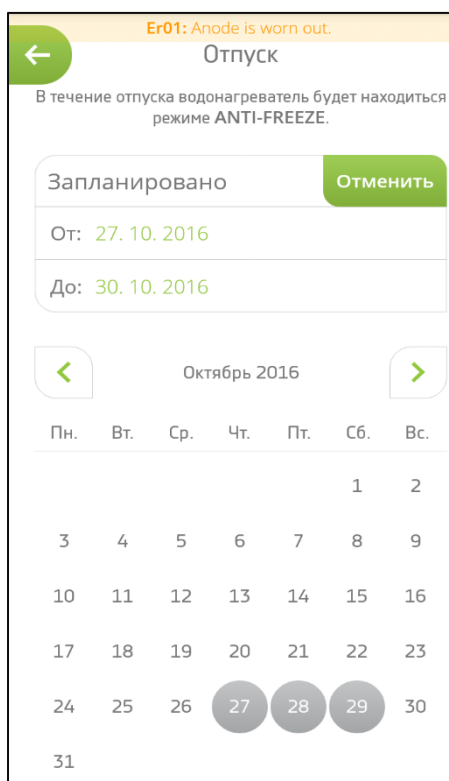 Er01: Anode is worn out.
Отпуск
В течение отпуска водонагреватель будет находиться
режиме ANTI-FREEZE.
Запланировано Отменить
От: 27. 10. 2016
До: 30. 10. 2016
Октябрь 2016
Пн. Вт. Ср. Чт. Пт. Сб. Вс.
1 2
3 4 5 6 7 8 9
10 11 12 13 14 15 16
17 18 19 20 21 22 23
24 25 26 27 28 29 30
31